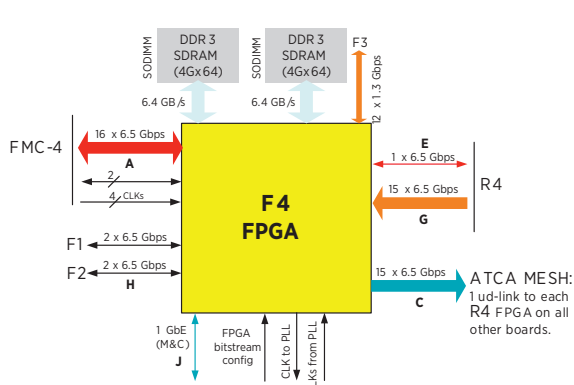 DDR3
SDRAM
(4Gx64)
SODIMM
DDR3
SDRAM
(4Gx64)
SODIMM
F3
6.4 GB/s
6.4 GB/s
12 x 1.3 Gbps
FMC-4
16 x 6.5 Gbps
A
2
4 CLKs
F1
2 x 6.5 Gbps
F2
2 x 6.5 Gbps
H
F4
FPGA
E
1 x 6.5 Gbps
R4
15 x 6.5 Gbps
G
15 x 6.5 Gbps
C
ATCA MESH:
1 ud-link to each
R4 FPGA on all
other boards.
1 GbE
(M&C)
J
FPGA
bitstream
config
CLK to PLL
LKs from PLL